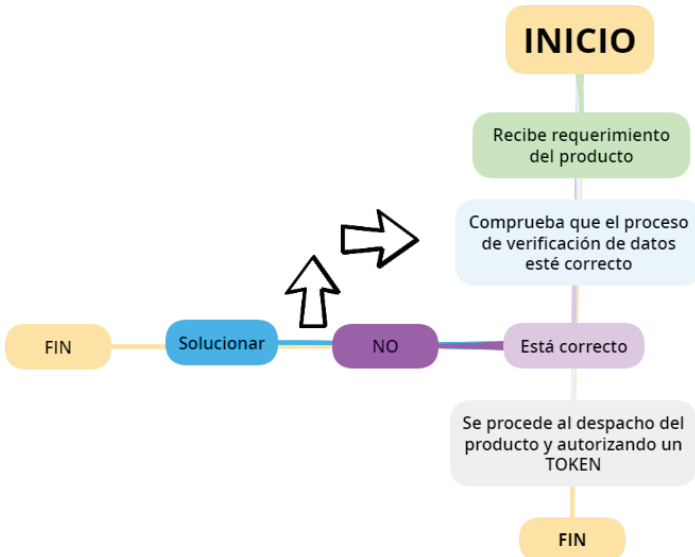 INICIO
Recibe requerimiento
del producto
Comprueba que el proceso
de verificación de datos
esté correcto
FIN
Solucionar
NO
Está correcto
Se procede al despacho del
producto y autorizando un
TOKEN
FIN